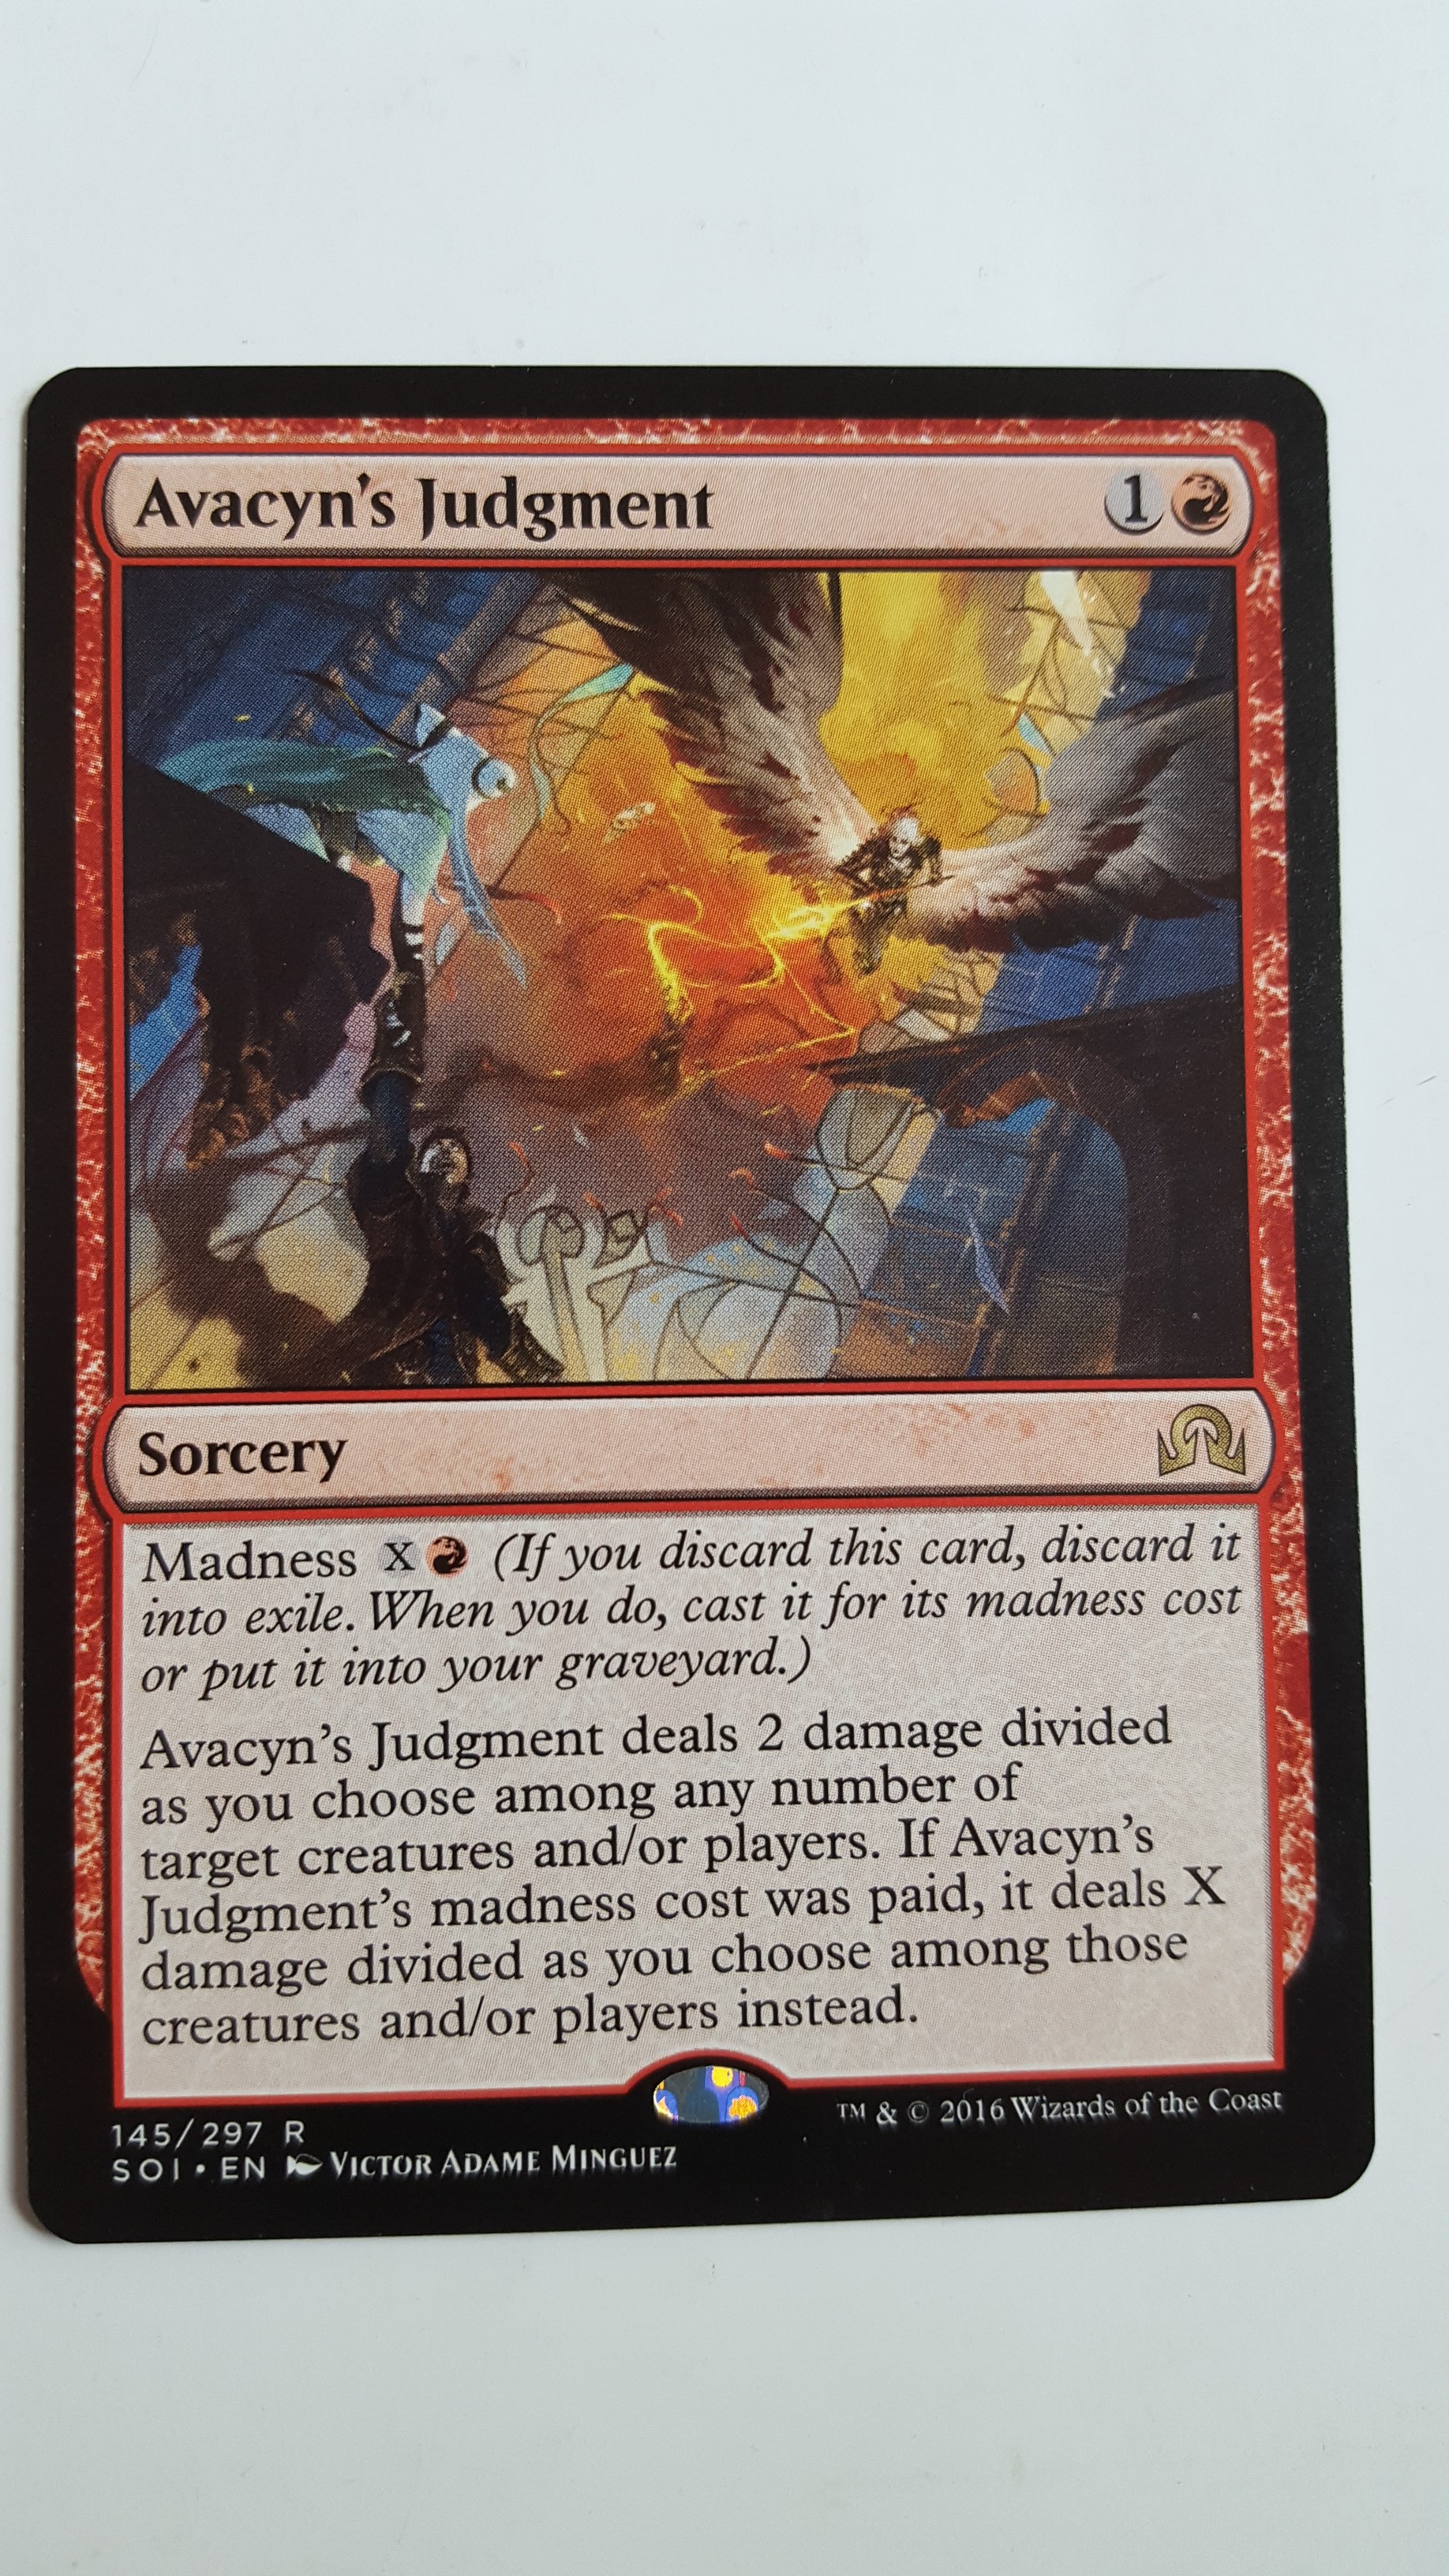 Avacyn's Judgment 1
Sorcery
Madness X (If you discard this card, discard it
into exile. When you do, cast it for its madness cost
or put it into your graveyard.)
Avacyn's Judgment deals 2 damage divided
as you choose among any number of
target creatures and/or players. If Avacyn's
Judgment's madness cost was paid, it deals X
damage divided as you choose among those
creatures and/or players instead.
145/297 R
SOI • EN VICTOR ADAME MINGUEZ
™ & © 2016 Wizards of the Coast